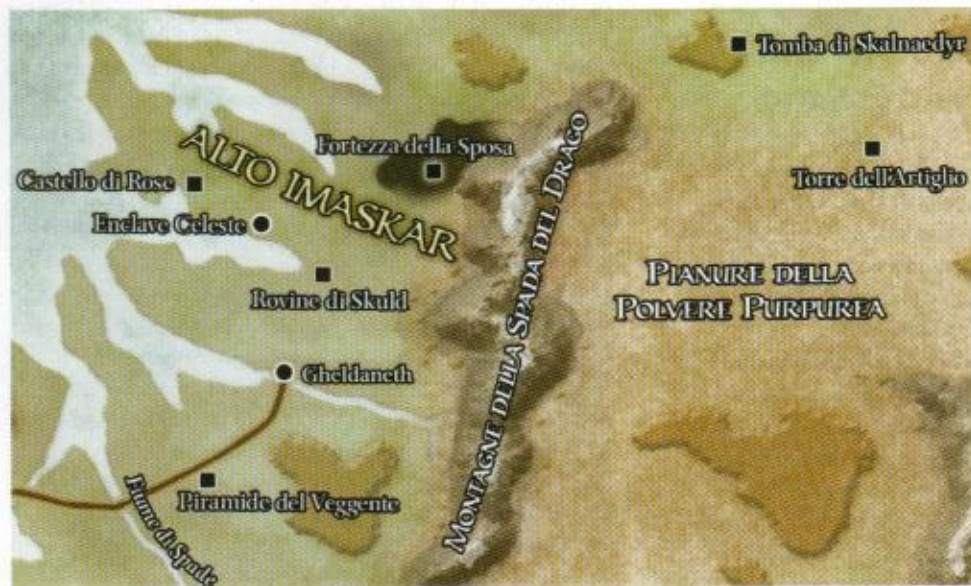 Tomba di Skalnaedyr
ALTO IMASKAR
Fortezza della Sposa
Torre dell'Artiglio
Castello di Rose
Enclave Celeste
Rovine di Skuld
PIANURE DELLA
POLVERE PURPUREA
MONTAGNE DELLA SPADA DEL DRAGO
Gheldaneth
Piramide del Veggente
Fiume di Spade